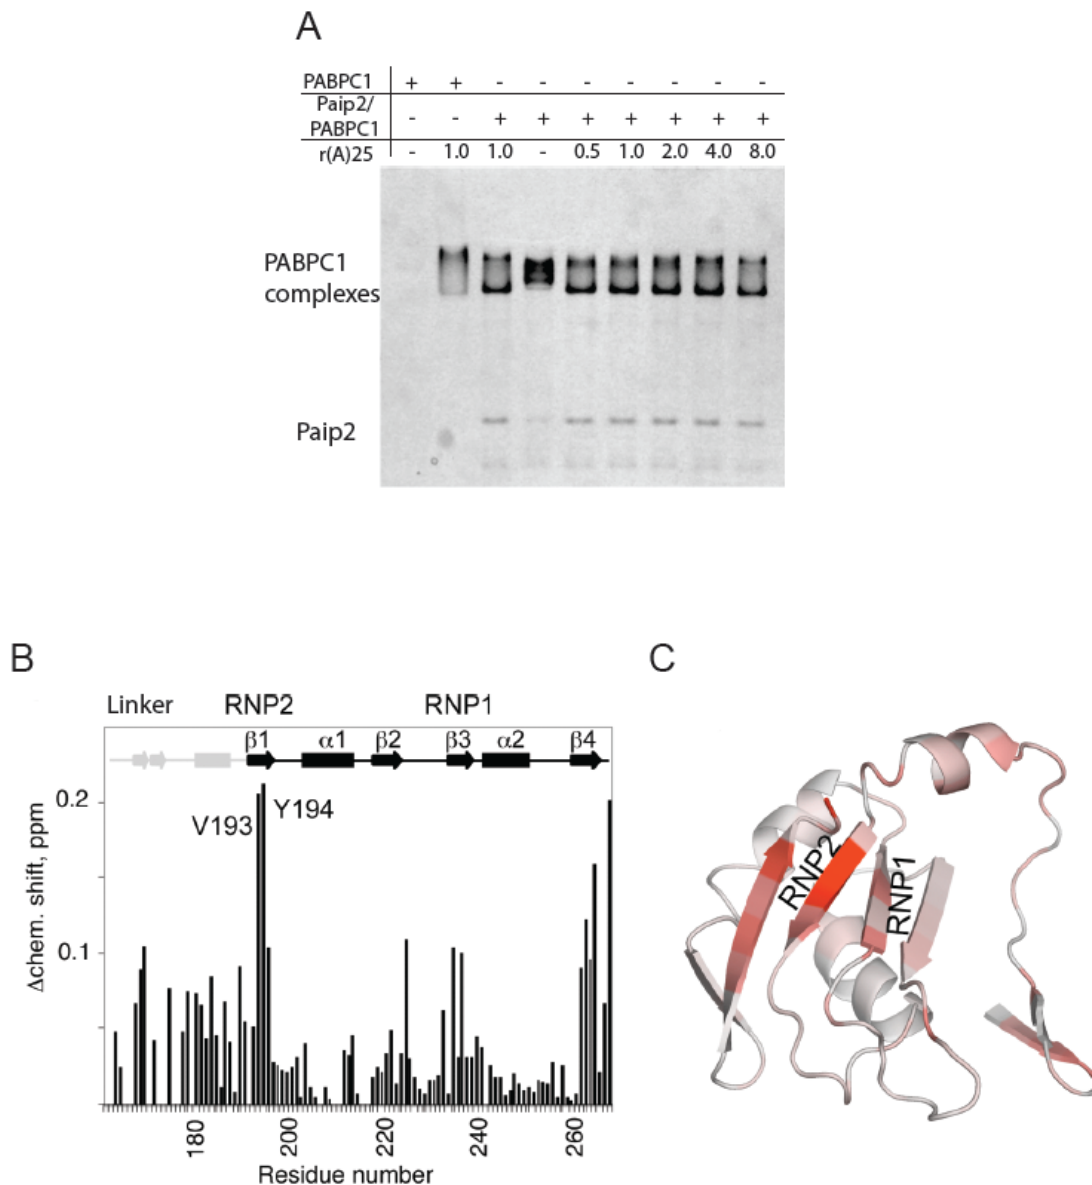 A
PABPC1 + + - - - - - - -
Paip2/
PABPC1 - - + + + + + + +
r(A)25 - 1.0 1.0 - 0.5 1.0 2.0 4.0 8.0
PABPC1
complexes
Paip2
B
C
Linker RNP2 RNP1
β1 α1 β2 β3 α2 β4
0.2
V193 Y194
0.1
Δchem. shift, ppm
180 200 220 240 260
Residue number
RNP2
RNP1